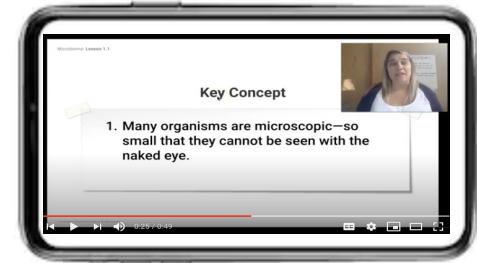 Microbiome: Lesson 1.1
Key Concept
1. Many organisms are microscopic—so
small that they cannot be seen with the
naked eye.
0:25 / 0:49
CC